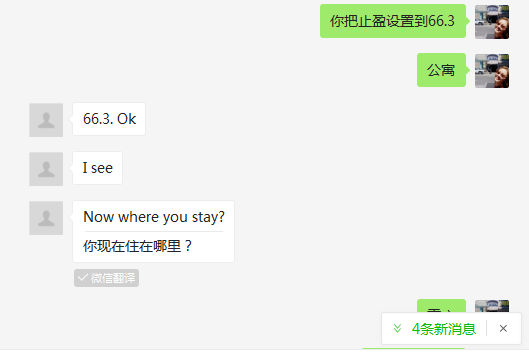 你把止盈设置到66.3
公寓
66.3. Ok
I see
Now where you stay?
你现在住在哪里？
微信翻译
4条新消息